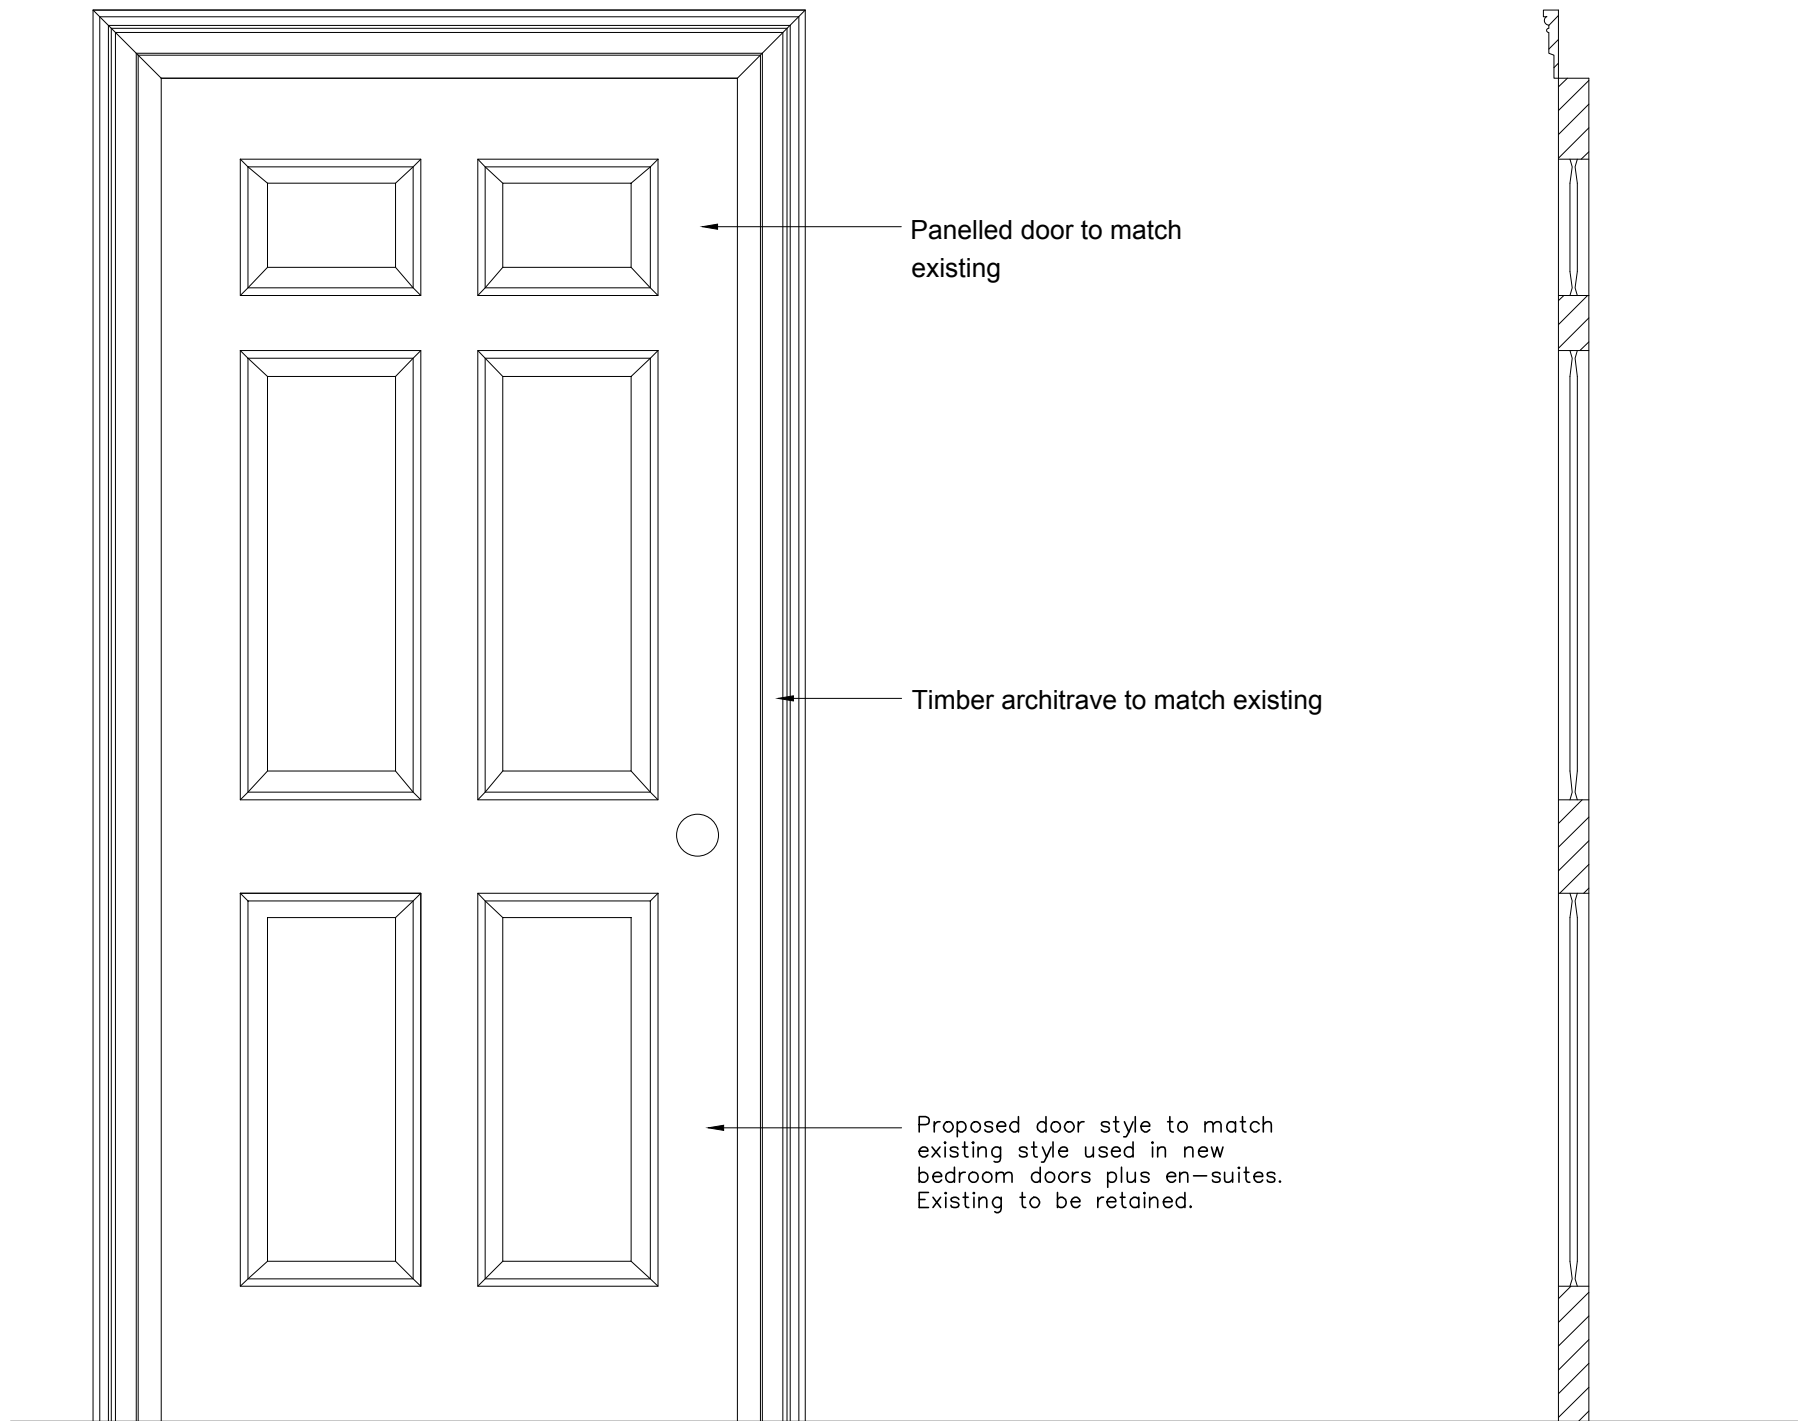 Panelled door to match
existing
Timber architrave to match existing
Proposed door style to match
existing style used in new
bedroom doors plus en-suites.
Existing to be retained.